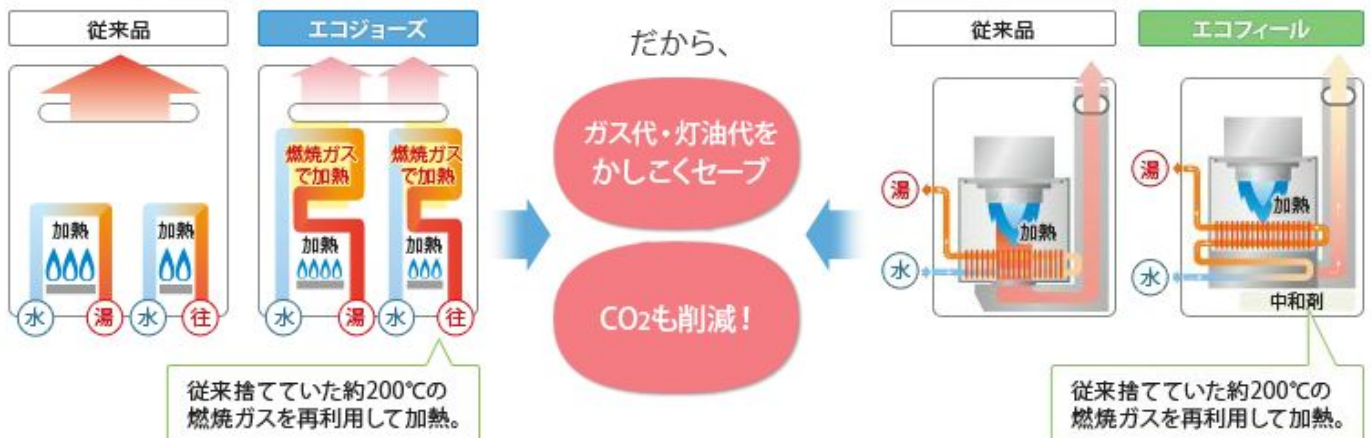 従来品
エコジョーズ
燃焼ガス
で加熱
燃焼ガス
で加熱
加熱
加熱
加熱
加熱
水
湯
水
往
水
湯
水
往
従来捨てていた約200℃の
燃焼ガスを再利用して加熱。
だから、
ガス代・灯油代を
かしこくセーブ
CO2も削減！
従来品
エコフィール
湯
加熱
水
湯
加熱
水
中和剤
従来捨てていた約200℃の
燃焼ガスを再利用して加熱。